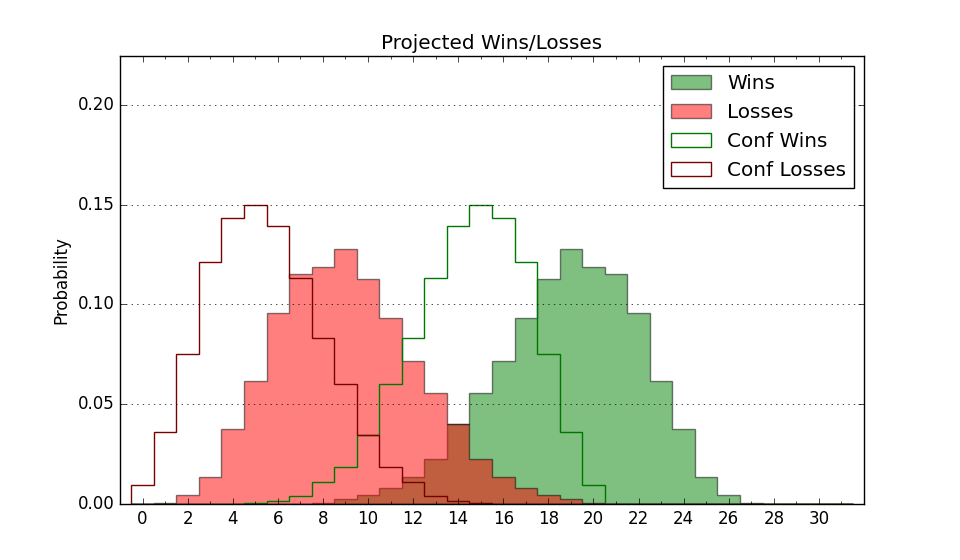 Projected Wins/Losses
Wins
Losses
Conf Wins
Conf Losses
Probability
0.20
0.15
0.10
0.05
0.00
0 2 4 6 8 10 12 14 16 18 20 22 24 26 28 30